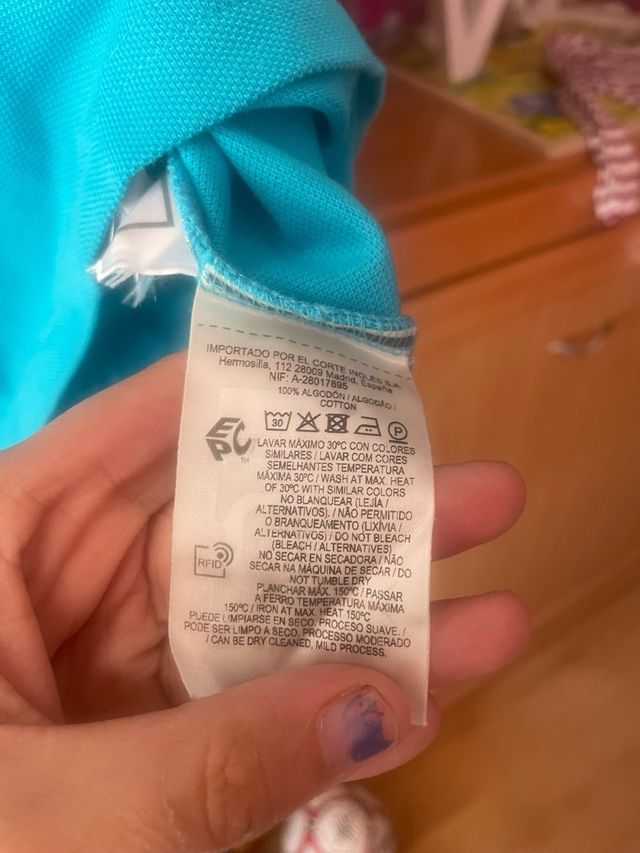 IMPORTADO POR EL CORTE INGLES S.A.
Hermosilla, 112 28009 Madrid, España
NIF: A-28017895
100% ALGODÓN / ALGODÃO /
COTTON
30
P
EPC™
LAVAR MÁXIMO 30ºC CON COLORES
SIMILARES / LAVAR COM CORES
SEMELHANTES TEMPERATURA
MÁXIMA 30ºC / WASH AT MAX. HEAT
OF 30ºC WITH SIMILAR COLORS
NO BLANQUEAR (LEJÍA /
ALTERNATIVOS). / NÃO PERMITIDO
O BRANQUEAMENTO (LIXÍVIA /
ALTERNATIVOS) / DO NOT BLEACH
(BLEACH / ALTERNATIVES)
NO SECAR EN SECADORA / NÃO
SECAR NA MÁQUINA DE SECAR / DO
NOT TUMBLE DRY
RFID
PLANCHAR MÁX. 150ºC / PASSAR
A FERRO TEMPERATURA MÁXIMA
150ºC / IRON AT MAX. HEAT 150ºC
PUEDE LIMPIARSE EN SECO, PROCESO SUAVE. /
PODE SER LIMPO A SECO, PROCESSO MODERADO
/ CAN BE DRY CLEANED, MILD PROCESS.